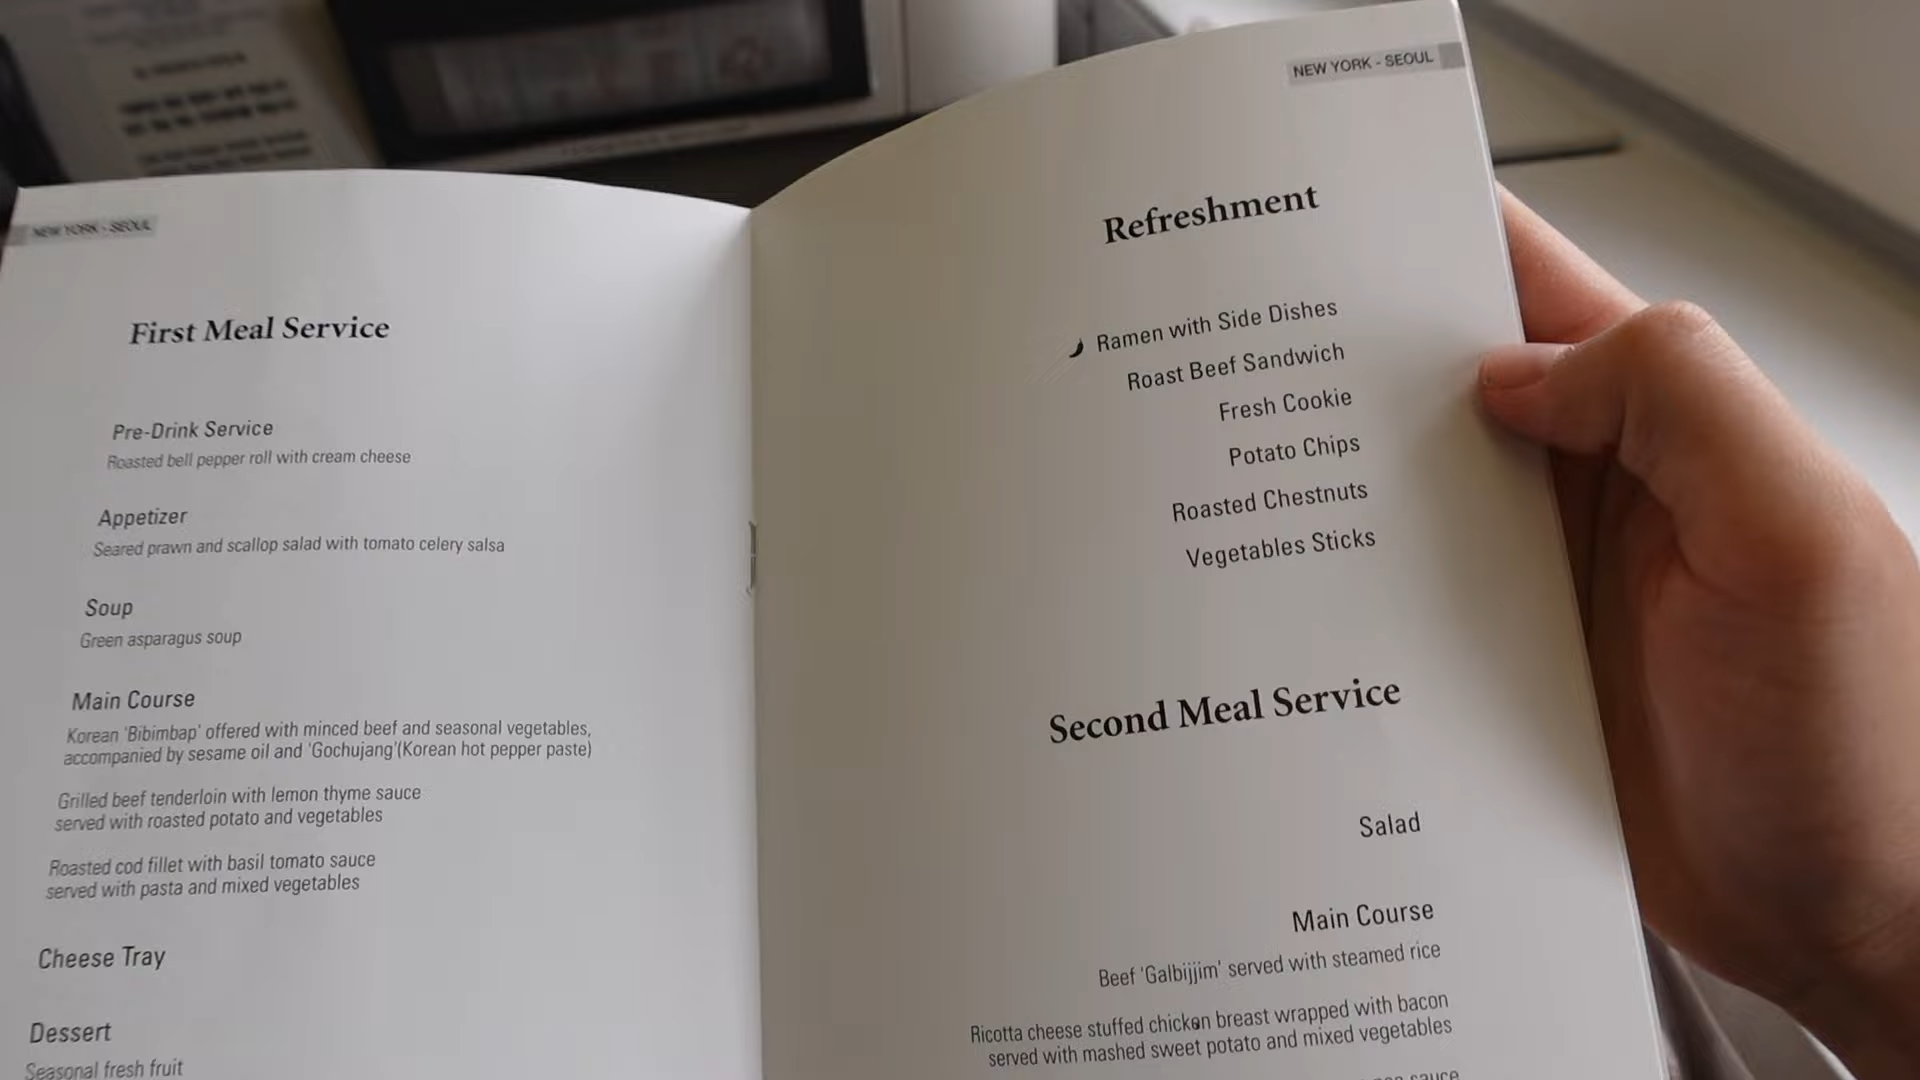 NEW YORK - SEOUL
First Meal Service
Pre-Drink Service
Roasted bell pepper roll with cream cheese
Appetizer
Seared prawn and scallop salad with tomato celery salsa
Soup
Green asparagus soup
Main Course
Korean 'Bibimbap' offered with minced beef and seasonal vegetables,
accompanied by sesame oil and 'Gochujang'(Korean hot pepper paste)
Grilled beef tenderloin with lemon thyme sauce
served with roasted potato and vegetables
Roasted cod fillet with basil tomato sauce
served with pasta and mixed vegetables
Cheese Tray
Dessert
Seasonal fresh fruit
NEW YORK - SEOUL
Refreshment
Ramen with Side Dishes
Roast Beef Sandwich
Fresh Cookie
Potato Chips
Roasted Chestnuts
Vegetables Sticks
Second Meal Service
Salad
Main Course
Beef 'Galbijjim' served with steamed rice
Ricotta cheese stuffed chicken breast wrapped with bacon
served with mashed sweet potato and mixed vegetables
sauce